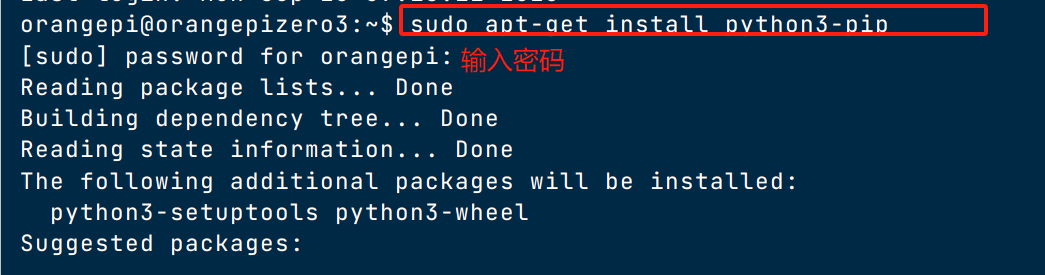 orangepi@orangepizero3:~$ sudo apt-get install python3-pip
[sudo] password for orangepi: 输入密码
Reading package lists... Done
Building dependency tree... Done
Reading state information... Done
The following additional packages will be installed:
  python3-setuptools python3-wheel
Suggested packages: